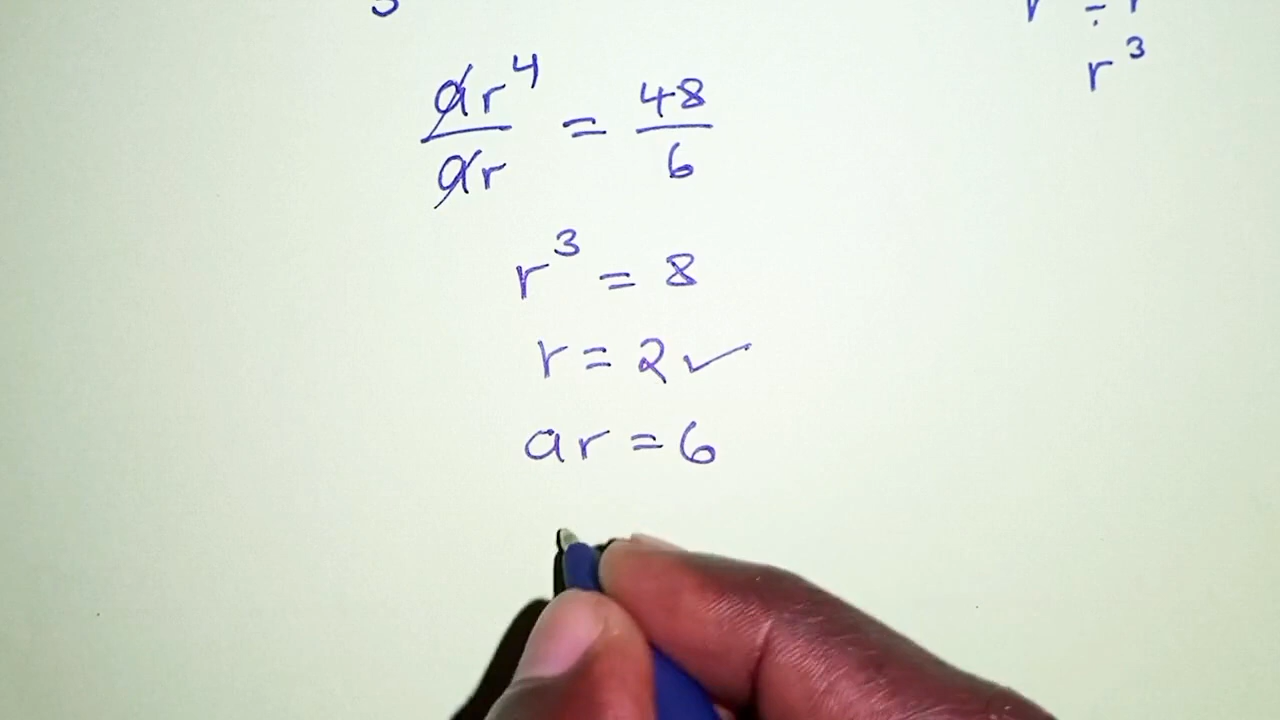 ar⁴/ar = 48/6
r³
r³ = 8
r = 2 ✓
ar = 6